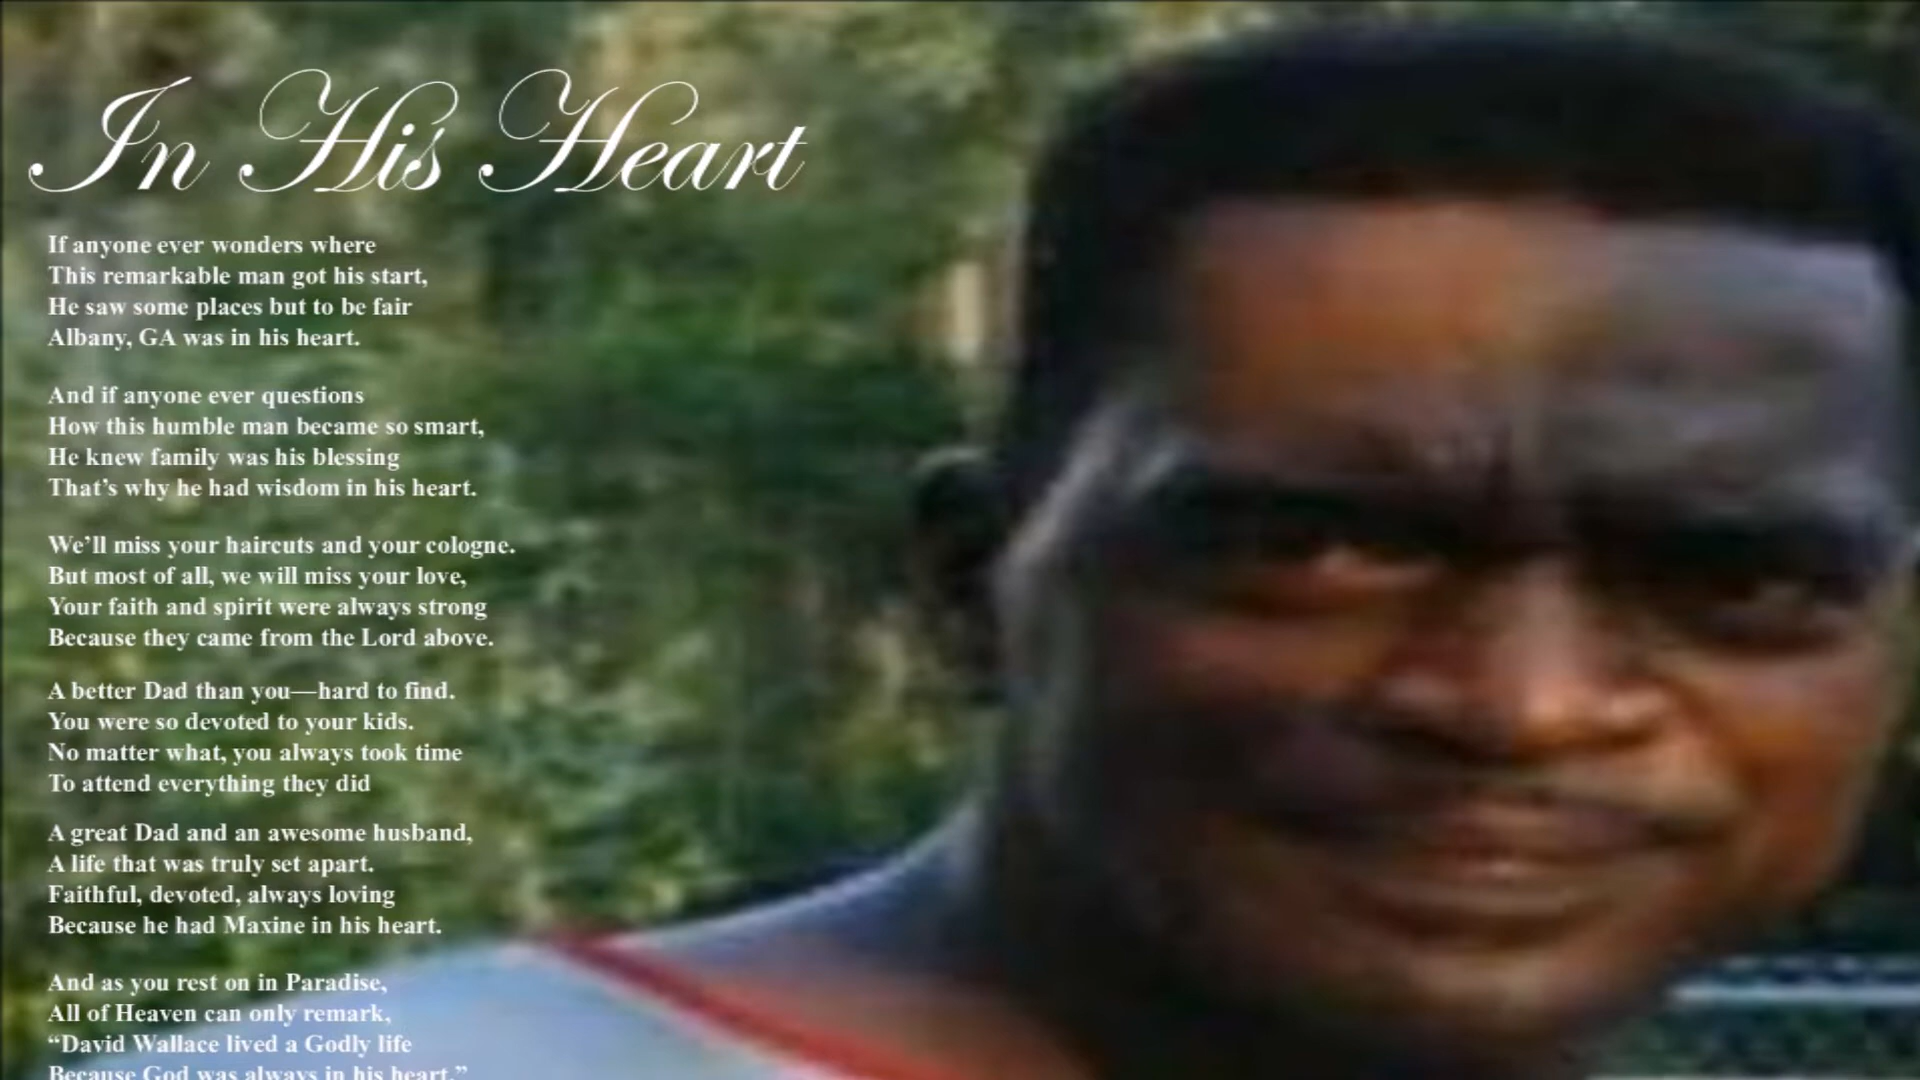 In His Heart
If anyone ever wonders where
This remarkable man got his start,
He saw some places but to be fair
Albany, GA was in his heart.
And if anyone ever questions
How this humble man became so smart,
He knew family was his blessing
That’s why he had wisdom in his heart.
We’ll miss your haircuts and your cologne.
But most of all, we will miss your love,
Your faith and spirit were always strong
Because they came from the Lord above.
A better Dad than you—hard to find.
You were so devoted to your kids.
No matter what, you always took time
To attend everything they did
A great Dad and an awesome husband,
A life that was truly set apart.
Faithful, devoted, always loving
Because he had Maxine in his heart.
And as you rest on in Paradise,
All of Heaven can only remark,
“David Wallace lived a Godly life
Because God was always in his heart.”